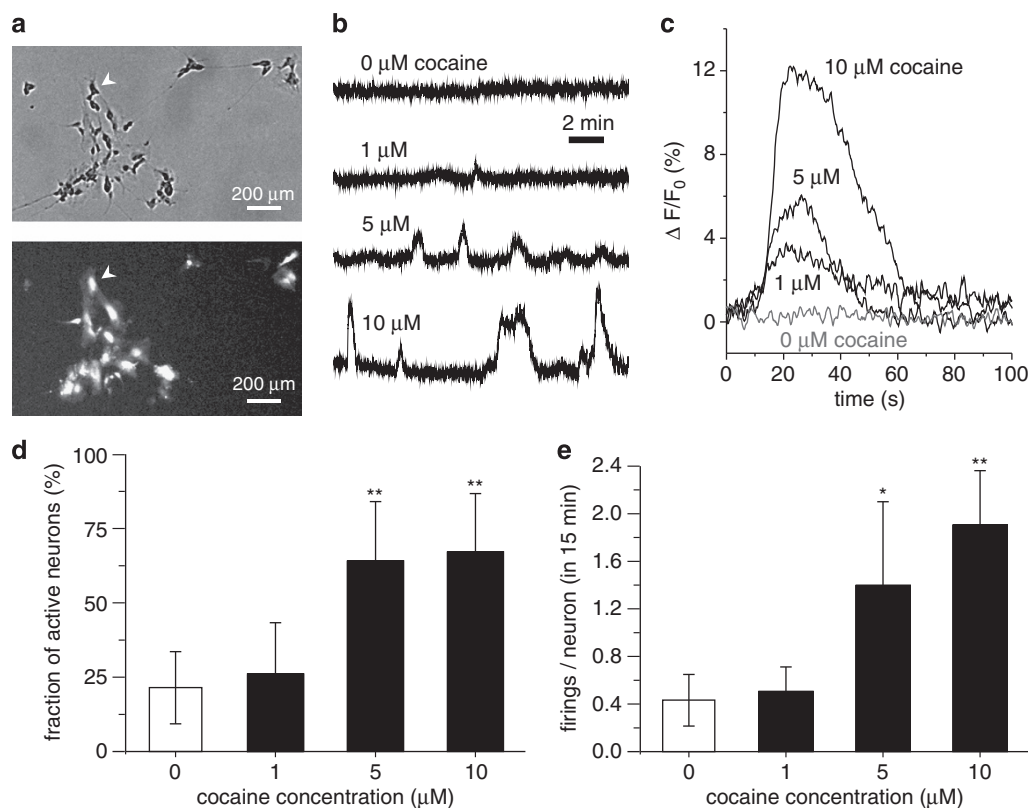 a
200 μm
200 μm
b
0 μM cocaine
2 min
1 μM
5 μM
10 μM
c
Δ F/F0 (%)
12
8
4
0
10 μM cocaine
5 μM
1 μM
0 μM cocaine
0 20 40 60 80 100
time (s)
d
fraction of active neurons (%)
100
75
50
25
0
** **
0 1 5 10
cocaine concentration (μM)
e
firings / neuron (in 15 min)
2.4
2.0
1.6
1.2
0.8
0.4
0.0
* **
0 1 5 10
cocaine concentration (μM)